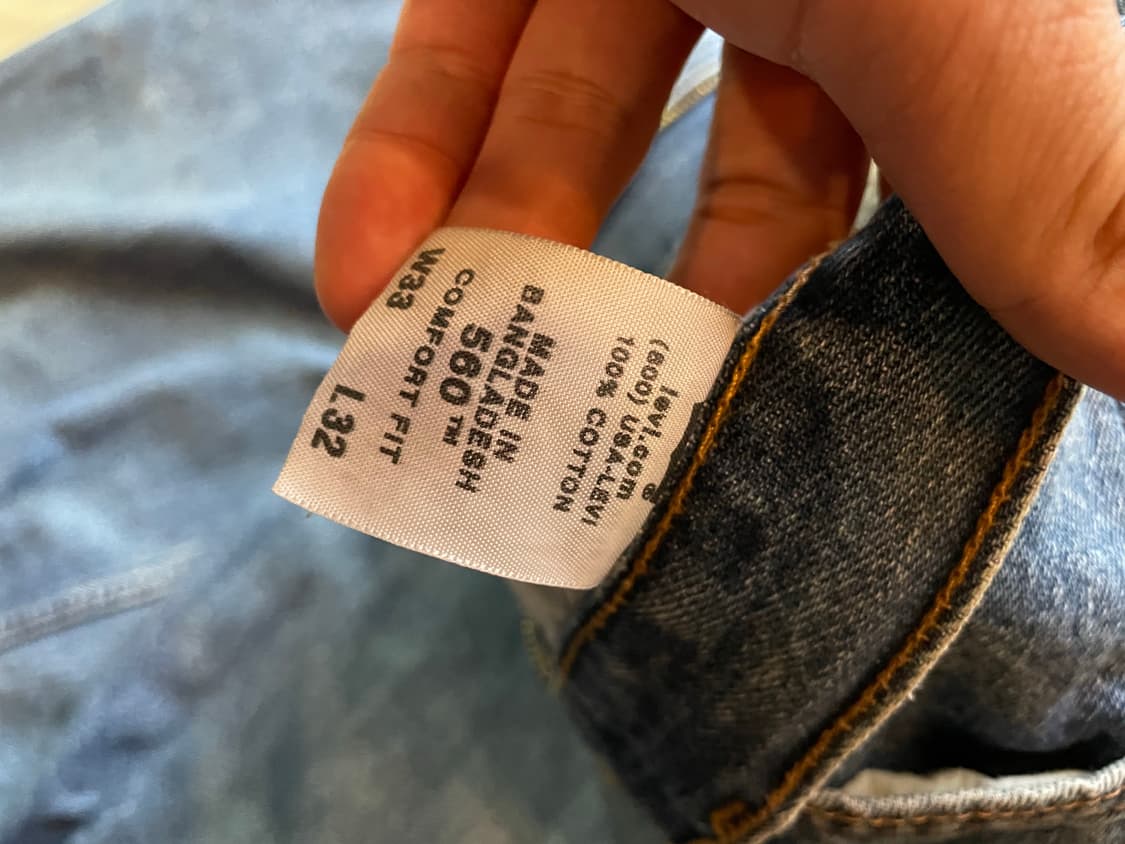 levi.com
(800) USA-LEVI
100% COTTON
MADE IN
BANGLADESH
560™
COMFORT FIT
W33 L32